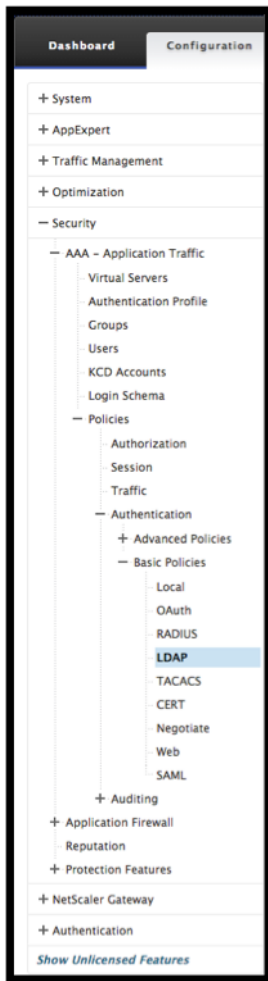 Dashboard Configuration
+ System
+ AppExpert
+ Traffic Management
+ Optimization
− Security
− AAA – Application Traffic
Virtual Servers
Authentication Profile
Groups
Users
KCD Accounts
Login Schema
− Policies
Authorization
Session
Traffic
− Authentication
+ Advanced Policies
− Basic Policies
Local
OAuth
RADIUS
LDAP
TACACS
CERT
Negotiate
Web
SAML
+ Auditing
+ Application Firewall
Reputation
+ Protection Features
+ NetScaler Gateway
+ Authentication
Show Unlicensed Features